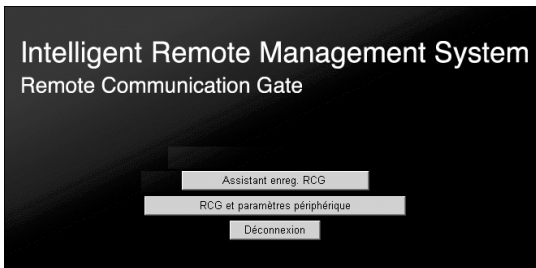 Intelligent Remote Management System
Remote Communication Gate
Assistant enreg. RCG
RCG et paramètres périphérique
Déconnexion